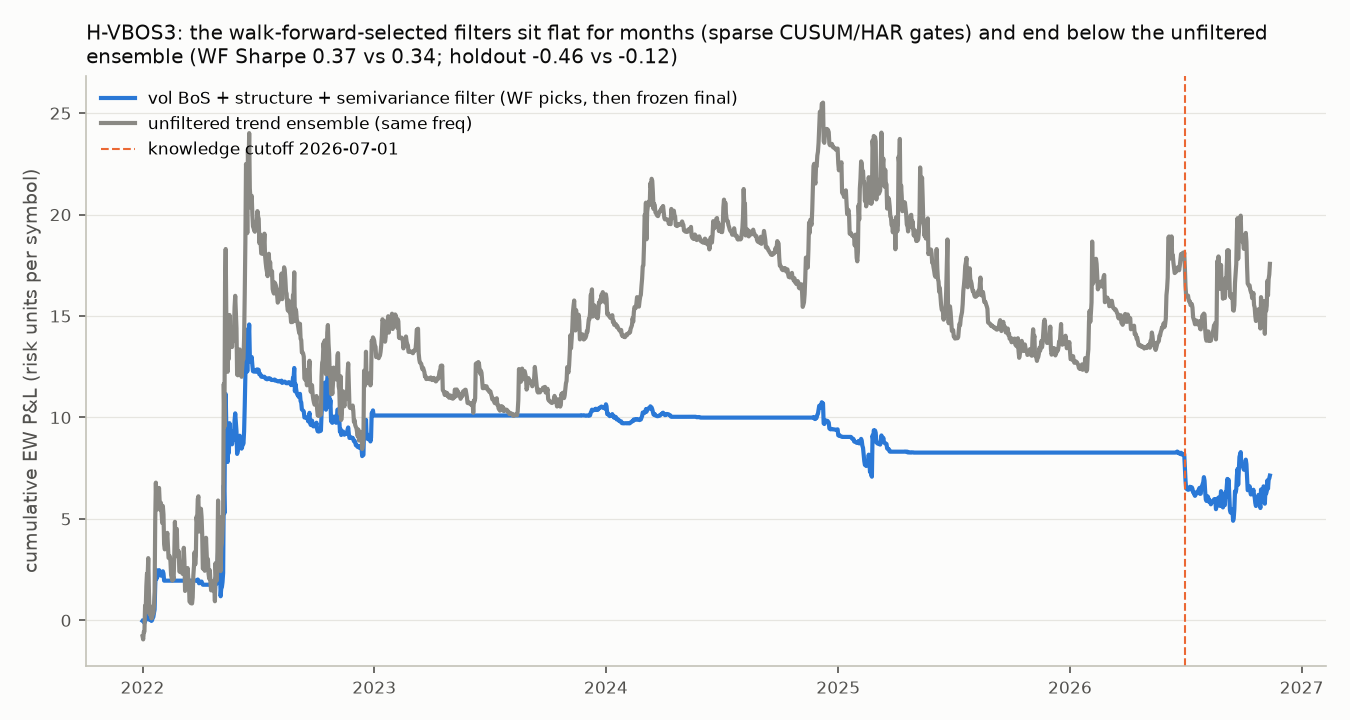 H-VBOS3: the walk-forward-selected filters sit flat for months (sparse CUSUM/HAR gates) and end below the unfiltered
ensemble (WF Sharpe 0.37 vs 0.34; holdout -0.46 vs -0.12)
vol BoS + structure + semivariance filter (WF picks, then frozen final)
unfiltered trend ensemble (same freq)
knowledge cutoff 2026-07-01
cumulative EW P&L (risk units per symbol)
25
20
15
10
5
0
2022
2023
2024
2025
2026
2027